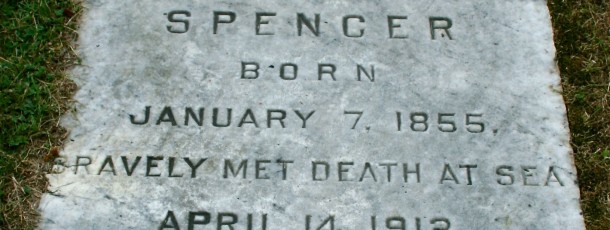 SPENCER
BORN
JANUARY 7, 1855,
BRAVELY MET DEATH AT SEA
APRIL 14, 1912